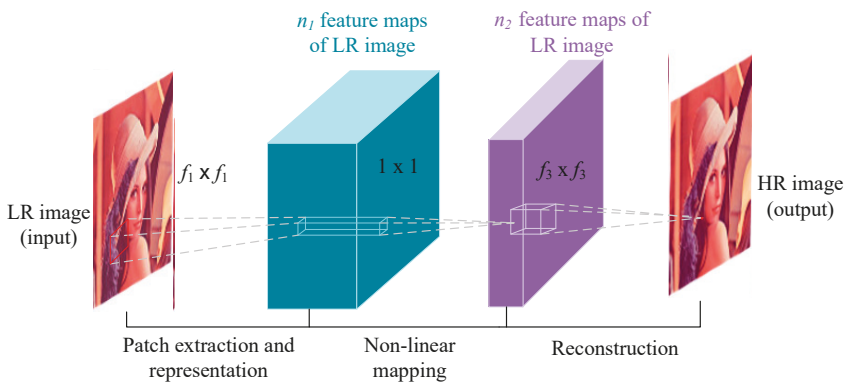 n₁ feature maps
of LR image
n₂ feature maps of
LR image
f₁ x f₁
1 x 1
f₃ x f₃
LR image
(input)
HR image
(output)
Patch extraction and
representation
Non-linear
mapping
Reconstruction